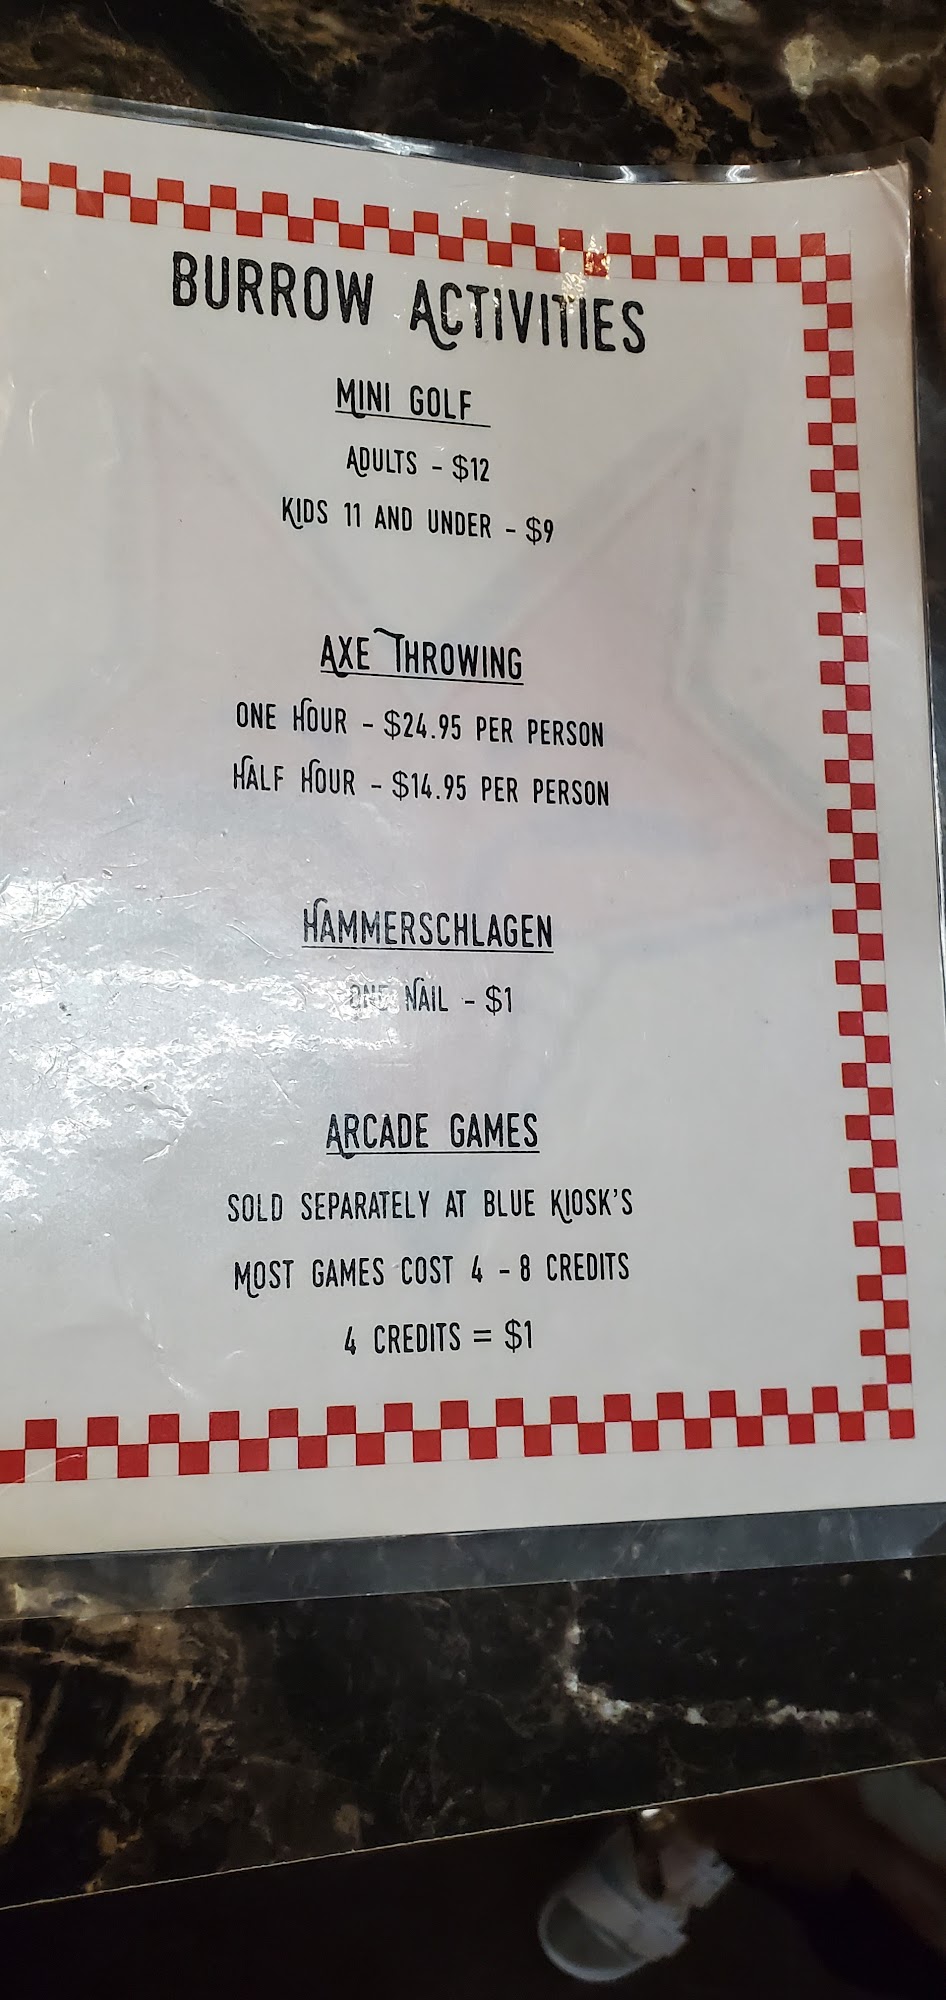 BURROW ACTIVITIES
MINI GOLF
ADULTS - $12
KIDS 11 AND UNDER - $9
AXE THROWING
ONE HOUR - $24.95 PER PERSON
HALF HOUR - $14.95 PER PERSON
HAMMERSCHLAGEN
ONE NAIL - $1
ARCADE GAMES
SOLD SEPARATELY AT BLUE KIOSK'S
MOST GAMES COST 4 - 8 CREDITS
4 CREDITS = $1